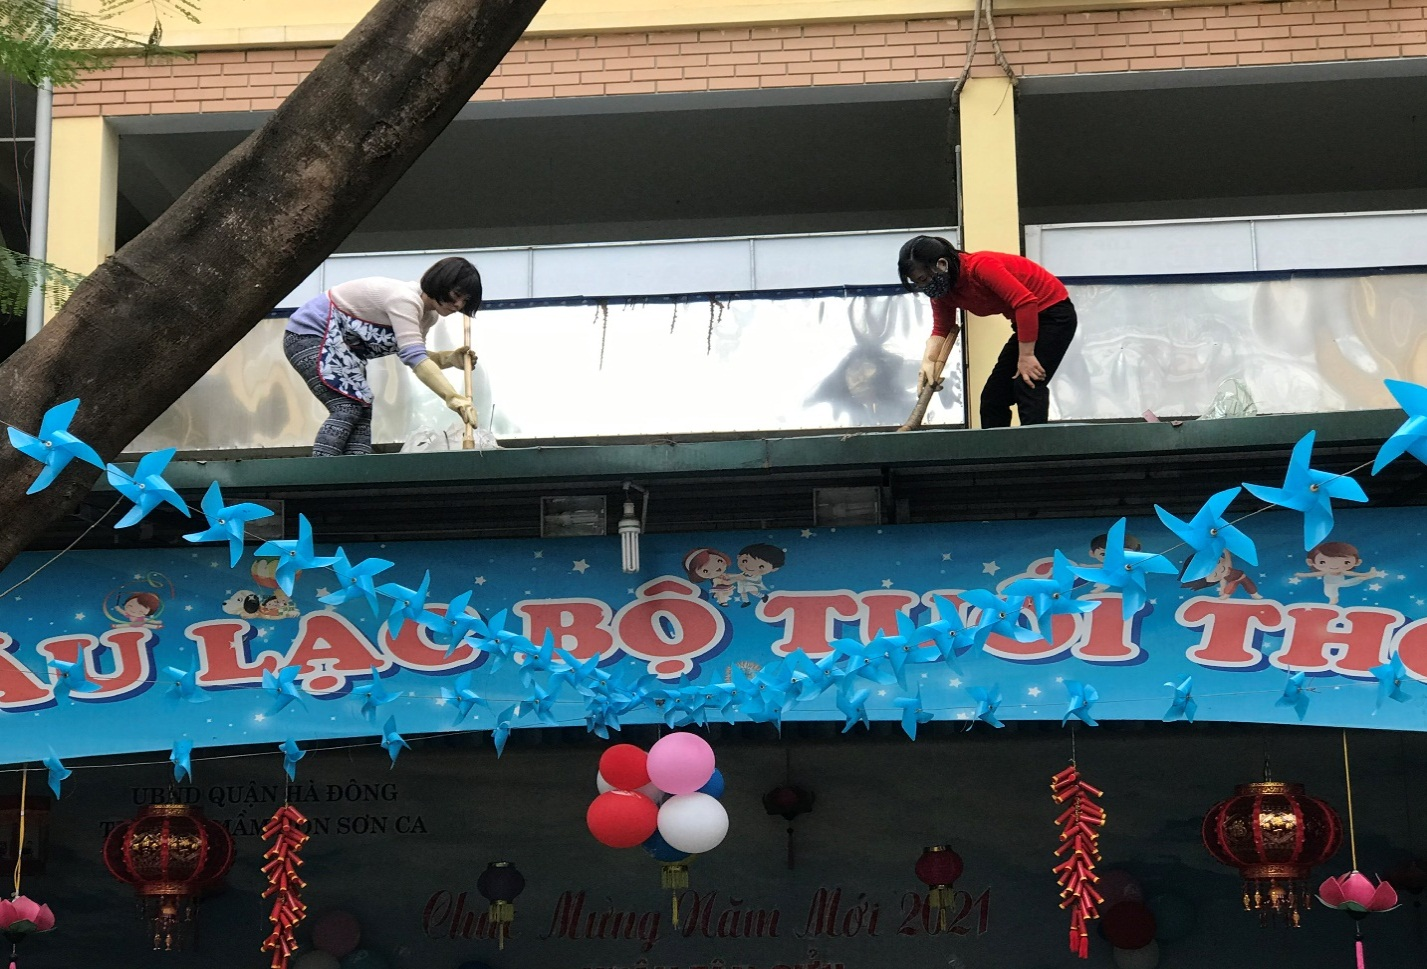 ÂU LẠC BỘ TUỔI THƠ
UBND QUẬN HÀ ĐÔNG
MẦM NON SƠN CA
Chúc Mừng Năm Mới 2021